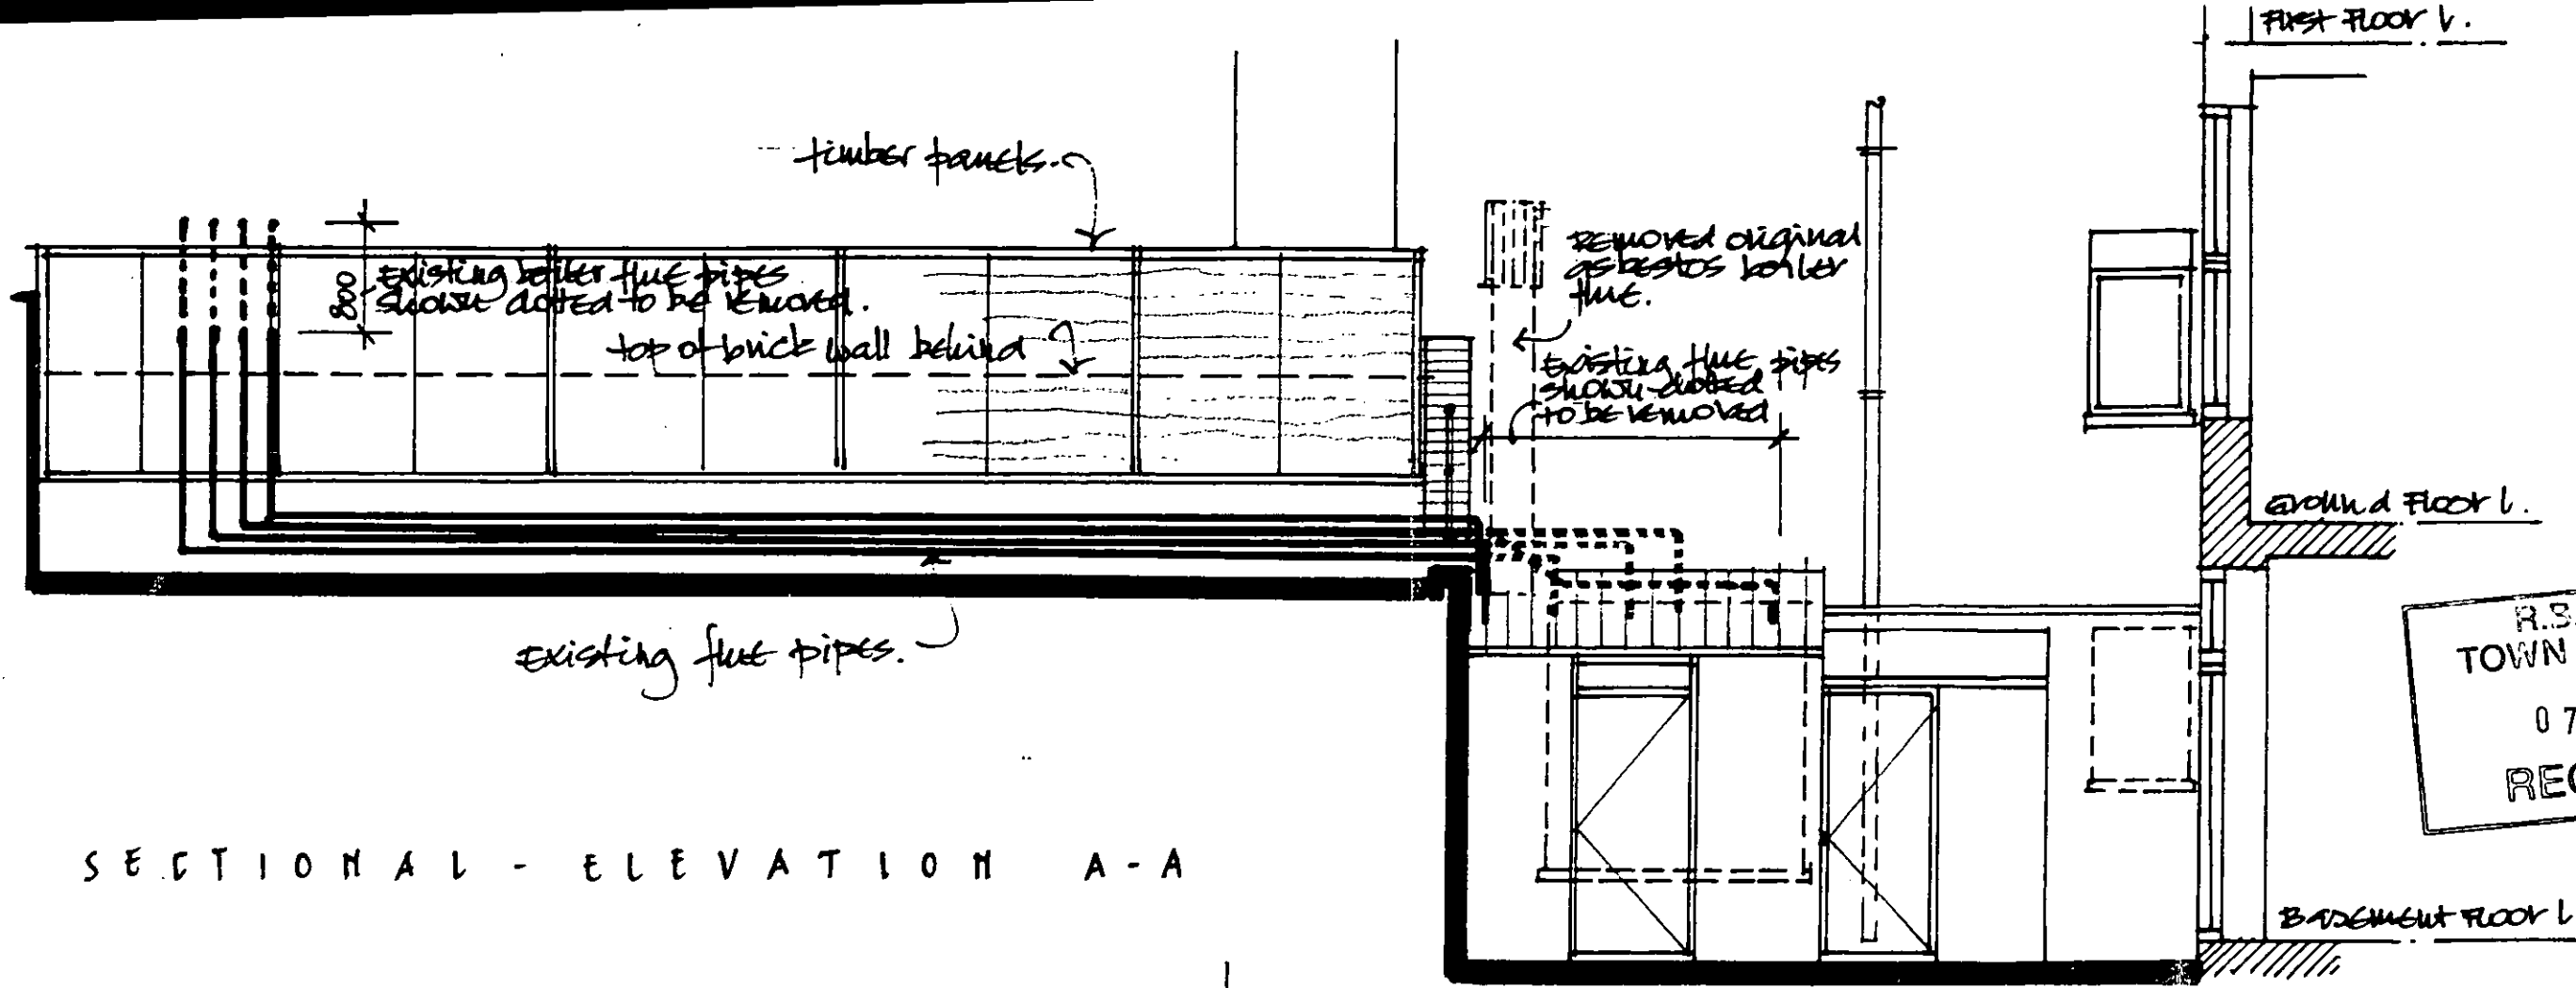 First Floor l.
timber panels.
Removed original
asbestos boiler
flue.
Existing boiler flue pipes
shown dotted to be removed.
800
top of brick wall behind
Existing flue pipes
shown dotted
to be removed
Ground Floor l.
Existing flue pipes.
TOWN
07
SECTIONAL - ELEVATION A-A
Basement Floor l